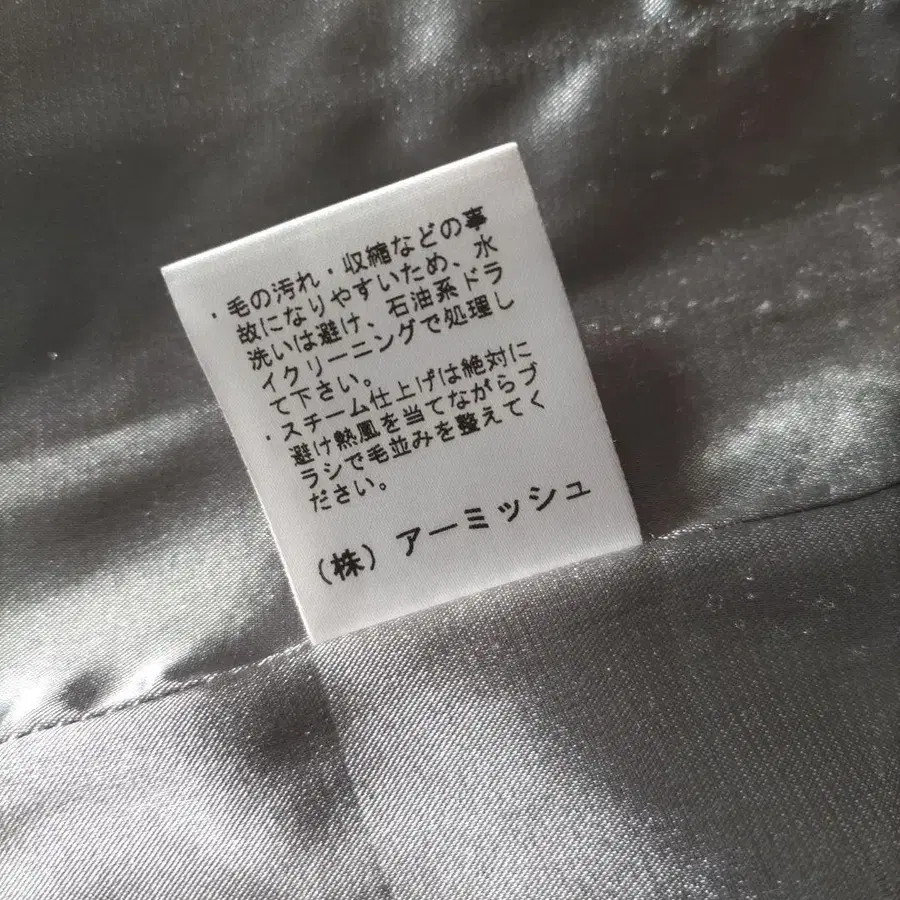 ・毛の汚れ・収縮などの事
故になりやすいため、水
洗いは避け、石油系ドラ
イクリーニングで処理し
て下さい。
・スチーム仕上げは絶対に
避け熱風を当てながらブ
ラシで毛並みを整えてく
ださい。
（株）アーミッシュ